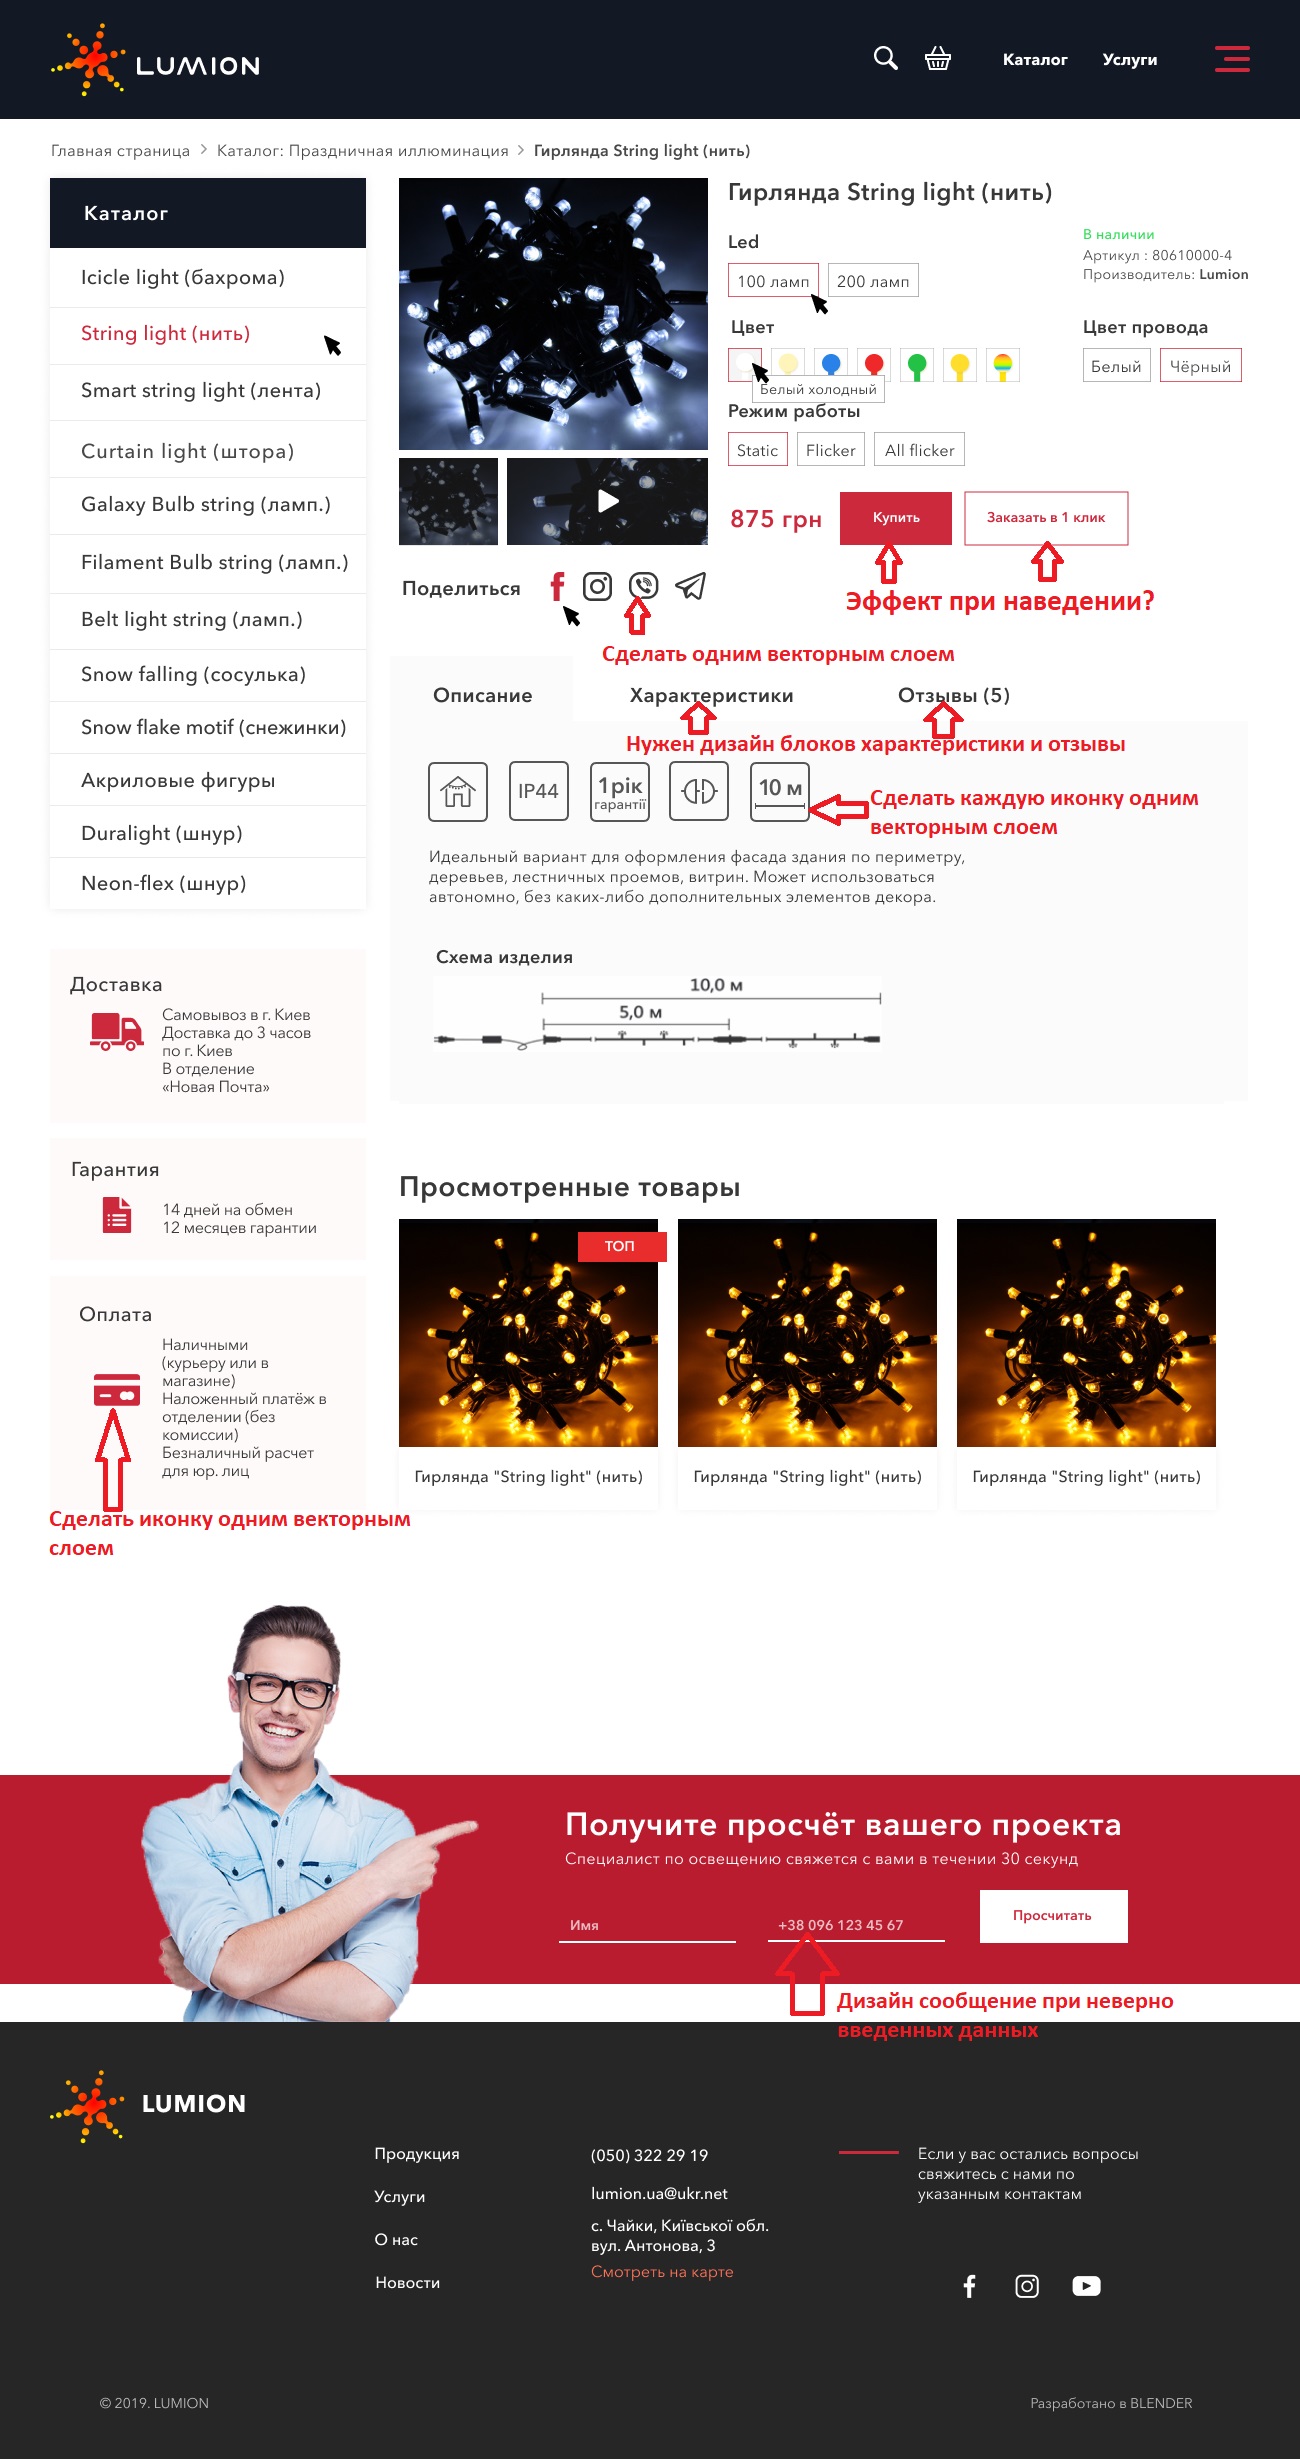 LUMION
Каталог
Услуги
Главная страница
Каталог: Праздничная иллюминация
Гирлянда String light (нить)
Каталог
Icicle light (бахрома)
String light (нить)
Smart string light (лента)
Curtain light (штора)
Galaxy Bulb string (ламп.)
Filament Bulb string (ламп.)
Belt light string (ламп.)
Snow falling (сосулька)
Snow flake motif (снежинки)
Акриловые фигуры
Duralight (шнур)
Neon-flex (шнур)
Гирлянда String light (нить)
Led
100 ламп
200 ламп
В наличии
Артикул : 80610000-4
Производитель: Lumion
Цвет
Белый холодный
Цвет провода
Белый
Чёрный
Режим работы
Static
Flicker
All flicker
875 грн
Купить
Заказать в 1 клик
Эффект при наведении?
Поделиться
Сделать одним векторным слоем
Описание
Характеристики
Отзывы (5)
Нужен дизайн блоков характеристики и отзывы
IP44
1рік
гарантії
10 м
Сделать каждую иконку одним
векторным слоем
Идеальный вариант для оформления фасада здания по периметру,
деревьев, лестничных проемов, витрин. Может использоваться
автономно, без каких-либо дополнительных элементов декора.
Схема изделия
10,0 м
5,0 м
Доставка
Самовывоз в г. Киев
Доставка до 3 часов
по г. Киев
В отделение
«Новая Почта»
Гарантия
14 дней на обмен
12 месяцев гарантии
Оплата
Наличными
(курьеру или в
магазине)
Наложенный платёж в
отделении (без
комиссии)
Безналичный расчет
для юр. лиц
Сделать иконку одним векторным
слоем
Просмотренные товары
ТОП
Гирлянда "String light" (нить)
Гирлянда "String light" (нить)
Гирлянда "String light" (нить)
Получите просчёт вашего проекта
Специалист по освещению свяжется с вами в течении 30 секунд
Имя
+38 096 123 45 67
Просчитать
Дизайн сообщение при неверно
введенных данных
LUMION
Продукция
Услуги
О нас
Новости
(050) 322 29 19
lumion.ua@ukr.net
с. Чайки, Київської обл.
вул. Антонова, 3
Смотреть на карте
Если у вас остались вопросы
свяжитесь с нами по
указанным контактам
© 2019. LUMION
Разработано в BLENDER